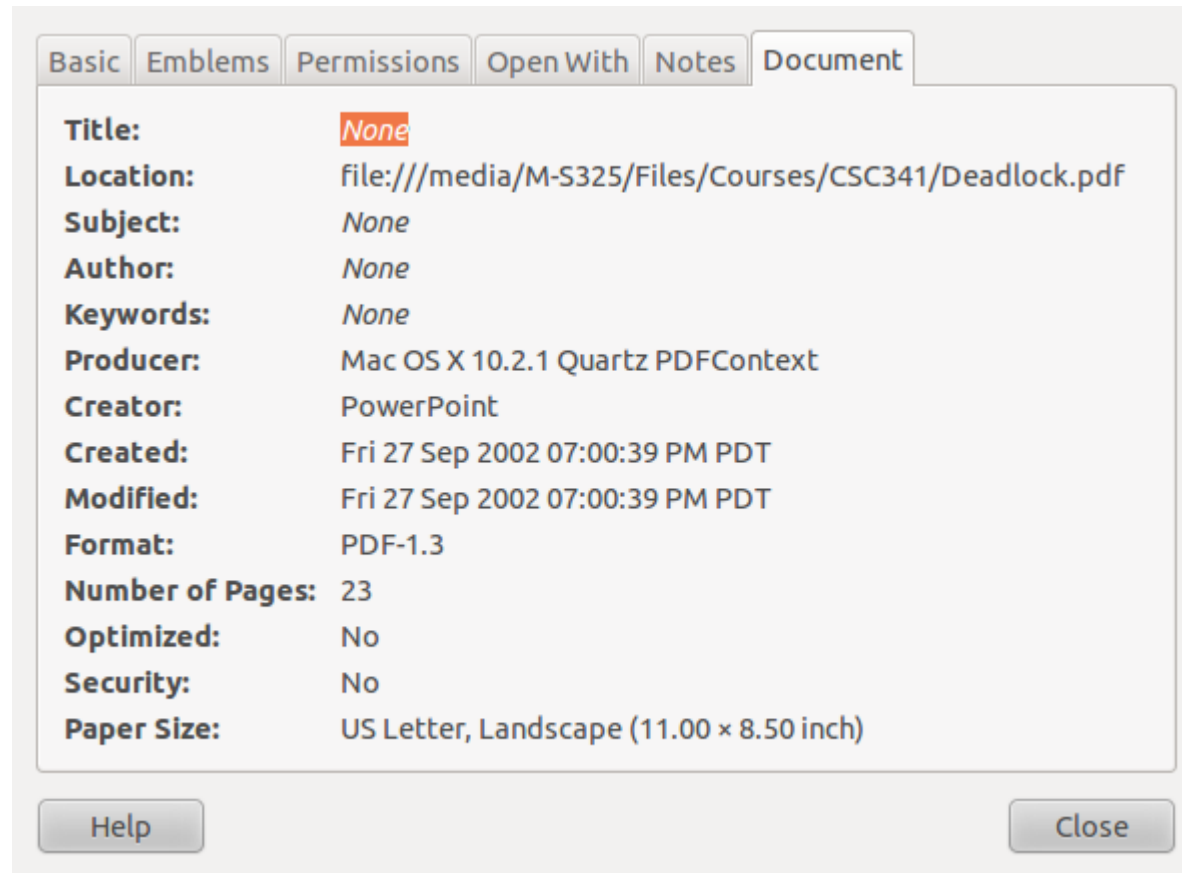 Basic Emblems Permissions Open With Notes Document
Title: None
Location: file:///media/M-S325/Files/Courses/CSC341/Deadlock.pdf
Subject: None
Author: None
Keywords: None
Producer: Mac OS X 10.2.1 Quartz PDFContext
Creator: PowerPoint
Created: Fri 27 Sep 2002 07:00:39 PM PDT
Modified: Fri 27 Sep 2002 07:00:39 PM PDT
Format: PDF-1.3
Number of Pages: 23
Optimized: No
Security: No
Paper Size: US Letter, Landscape (11.00 × 8.50 inch)
Help Close